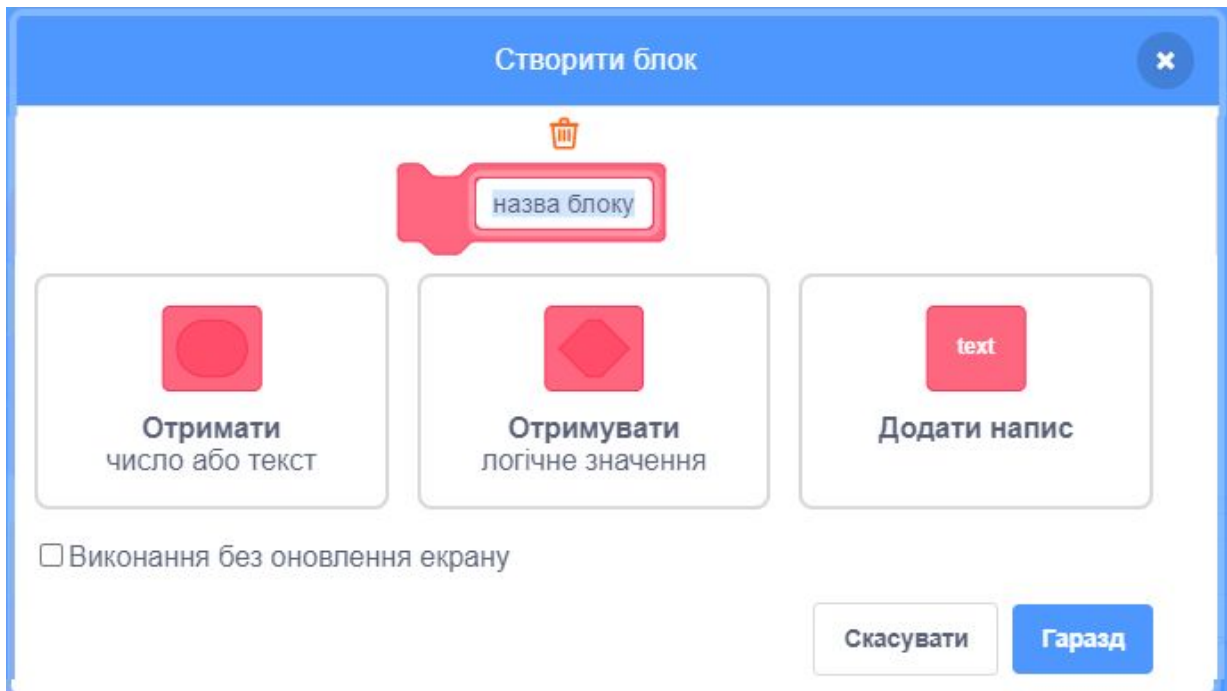 Створити блок
назва блоку
text
Отримати
число або текст
Отримувати
логічне значення
Додати напис
Виконання без оновлення екрану
Скасувати
Гаразд